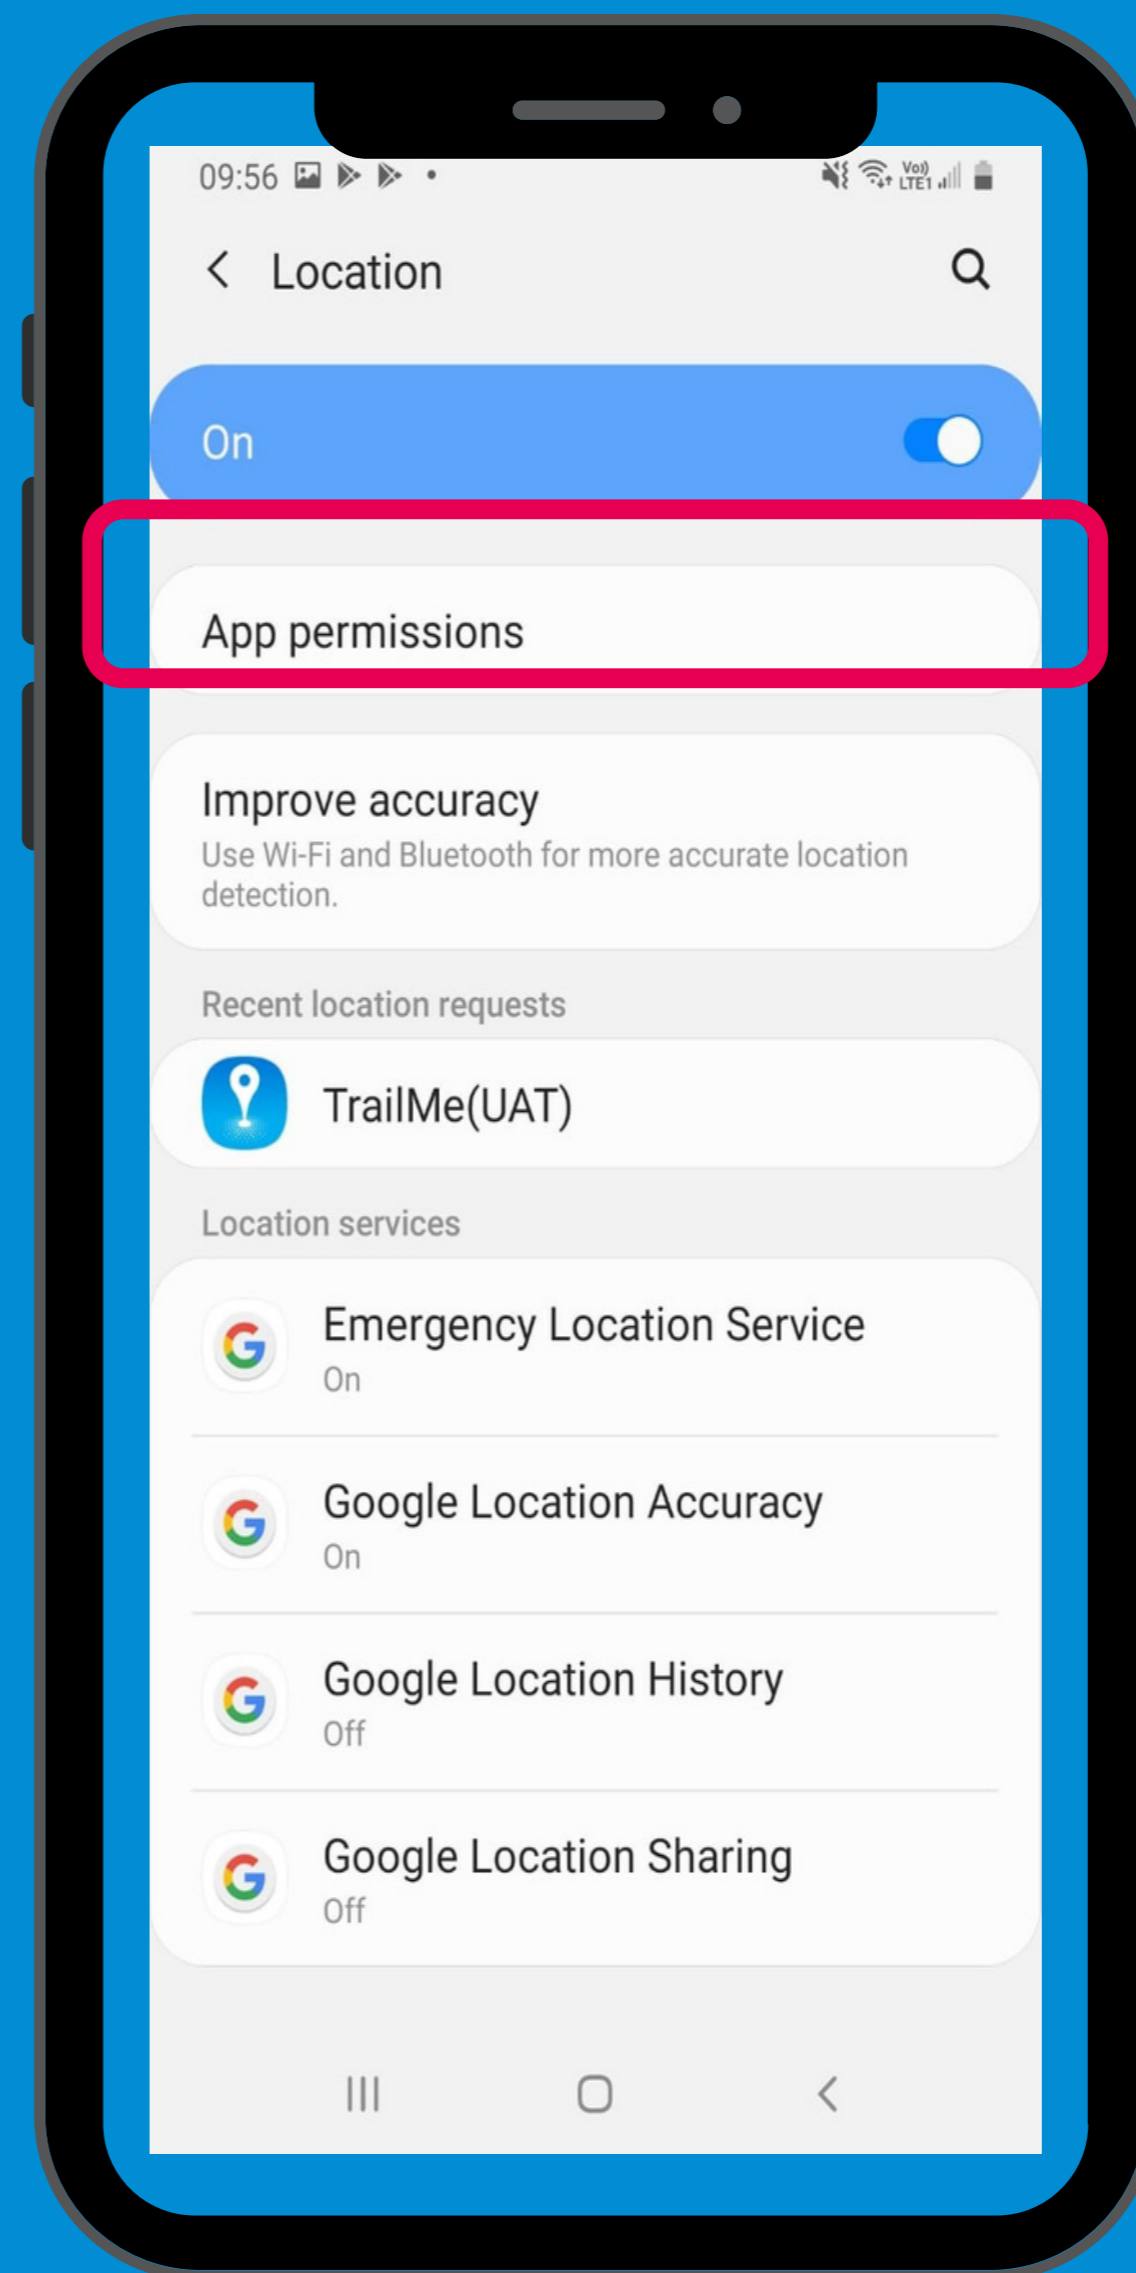 09:56
Vo))
LTE1
Location
On
App permissions
Improve accuracy
Use Wi-Fi and Bluetooth for more accurate location
detection.
Recent location requests
TrailMe(UAT)
Location services
Emergency Location Service
On
Google Location Accuracy
On
Google Location History
Off
Google Location Sharing
Off